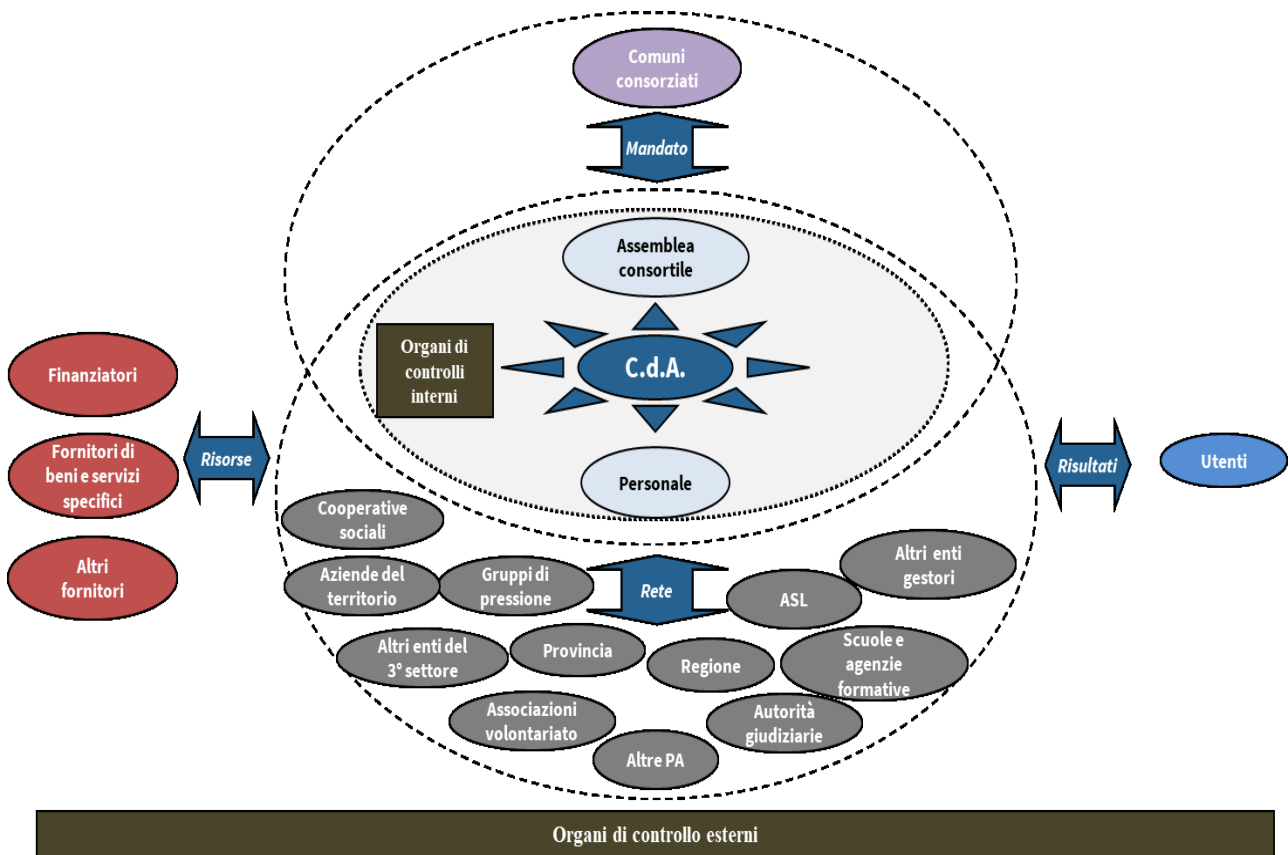 Comuni
consorziati
Mandato
Assemblea
consortile
Organi di
controlli
interni
C.d.A.
Personale
Finanziatori
Fornitori di
beni e servizi
specifici
Altri
fornitori
Risorse
Risultati
Utenti
Cooperative
sociali
Aziende del
territorio
Gruppi di
pressione
Rete
ASL
Altri enti
gestori
Altri enti del
3° settore
Provincia
Regione
Scuole e
agenzie
formative
Associazioni
volontariato
Altre PA
Autorità
giudiziarie
Organi di controllo esterni